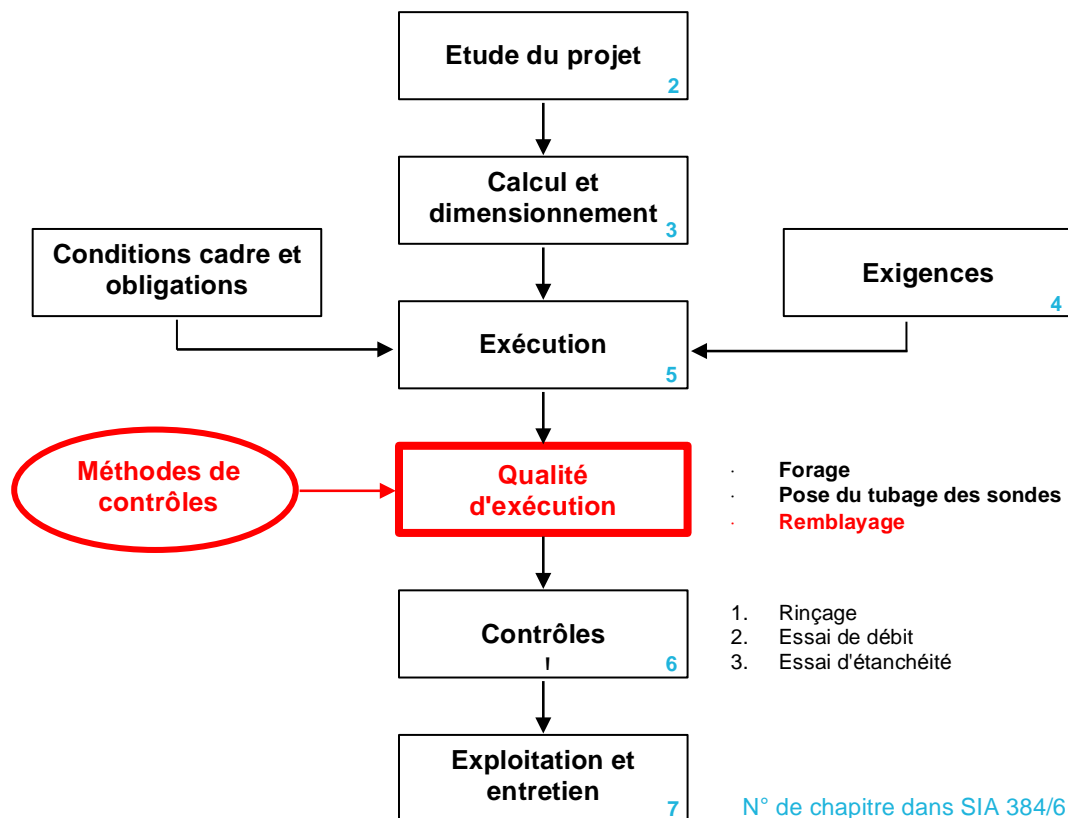 Etude du projet
2
Calcul et
dimensionnement
3
Conditions cadre et
obligations
Exigences
4
Exécution
5
Méthodes de
contrôles
Qualité
d'exécution
· Forage
· Pose du tubage des sondes
· Remblayage
Contrôles
6
1. Rinçage
2. Essai de débit
3. Essai d'étanchéité
Exploitation et
entretien
7
N° de chapitre dans SIA 384/6